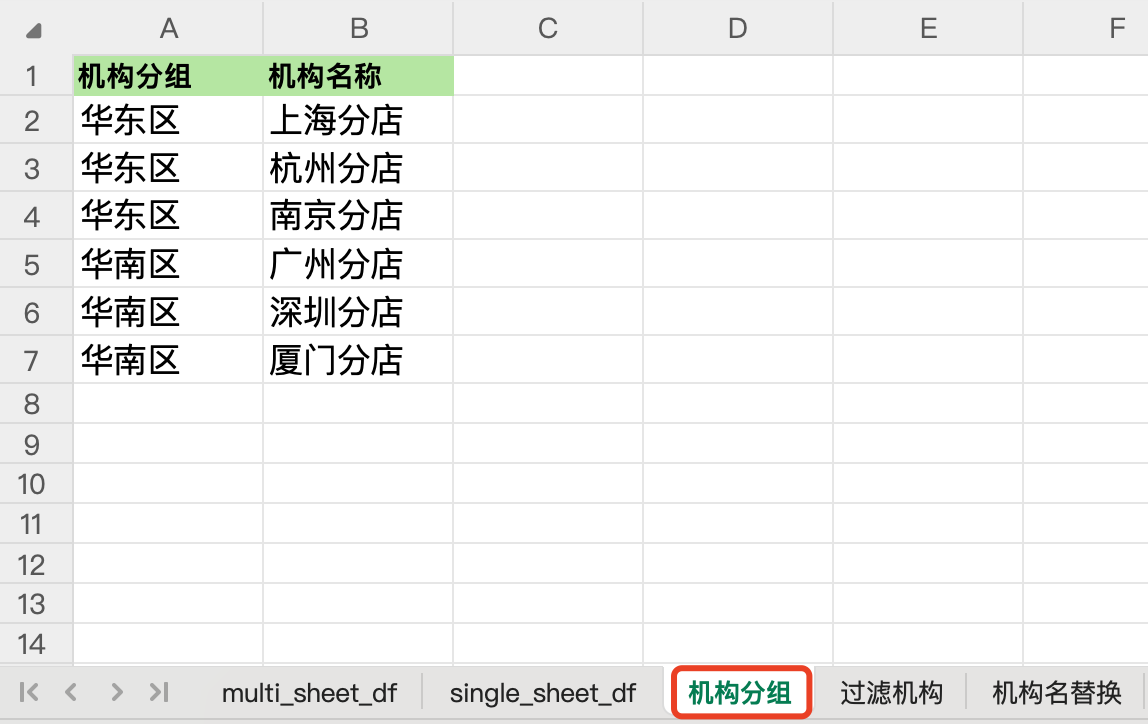 A B C D E F
1 机构分组 机构名称
2 华东区 上海分店
3 华东区 杭州分店
4 华东区 南京分店
5 华南区 广州分店
6 华南区 深圳分店
7 华南区 厦门分店
8
9
10
11
12
13
14
multi_sheet_df single_sheet_df 机构分组 过滤机构 机构名替换